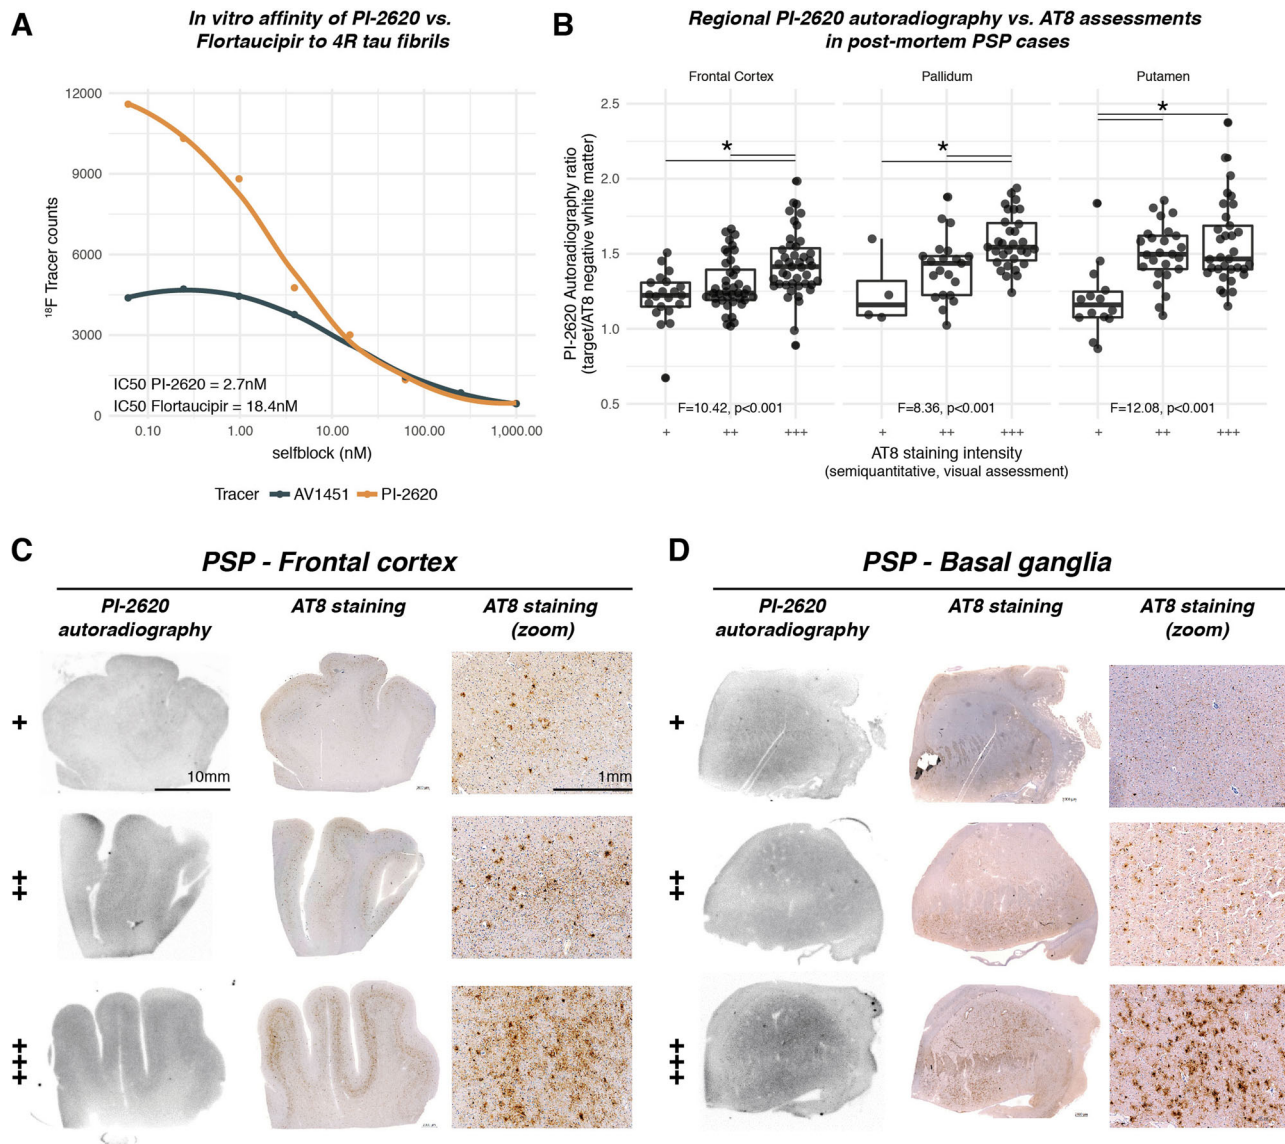 A
In vitro affinity of PI-2620 vs.
Flortaucipir to 4R tau fibrils
12000
9000
6000
3000
0
¹⁸F Tracer counts
IC50 PI-2620 = 2.7nM
IC50 Flortaucipir = 18.4nM
0.10 1.00 10.00 100.00 1,000.00
selfblock (nM)
Tracer AV1451 PI-2620
B
Regional PI-2620 autoradiography vs. AT8 assessments
in post-mortem PSP cases
Frontal Cortex Pallidum Putamen
2.5
2.0
1.5
1.0
0.5
PI-2620 Autoradiography ratio
(target/AT8 negative white matter)
* * *
F=10.42, p<0.001 F=8.36, p<0.001 F=12.08, p<0.001
+ ++ +++ + ++ +++ + ++ +++
AT8 staining intensity
(semiquantitative, visual assessment)
C
PSP - Frontal cortex
PI-2620
autoradiography
AT8 staining
AT8 staining
(zoom)
+
10mm
1mm
++
+++
D
PSP - Basal ganglia
PI-2620
autoradiography
AT8 staining
AT8 staining
(zoom)
+
++
+++